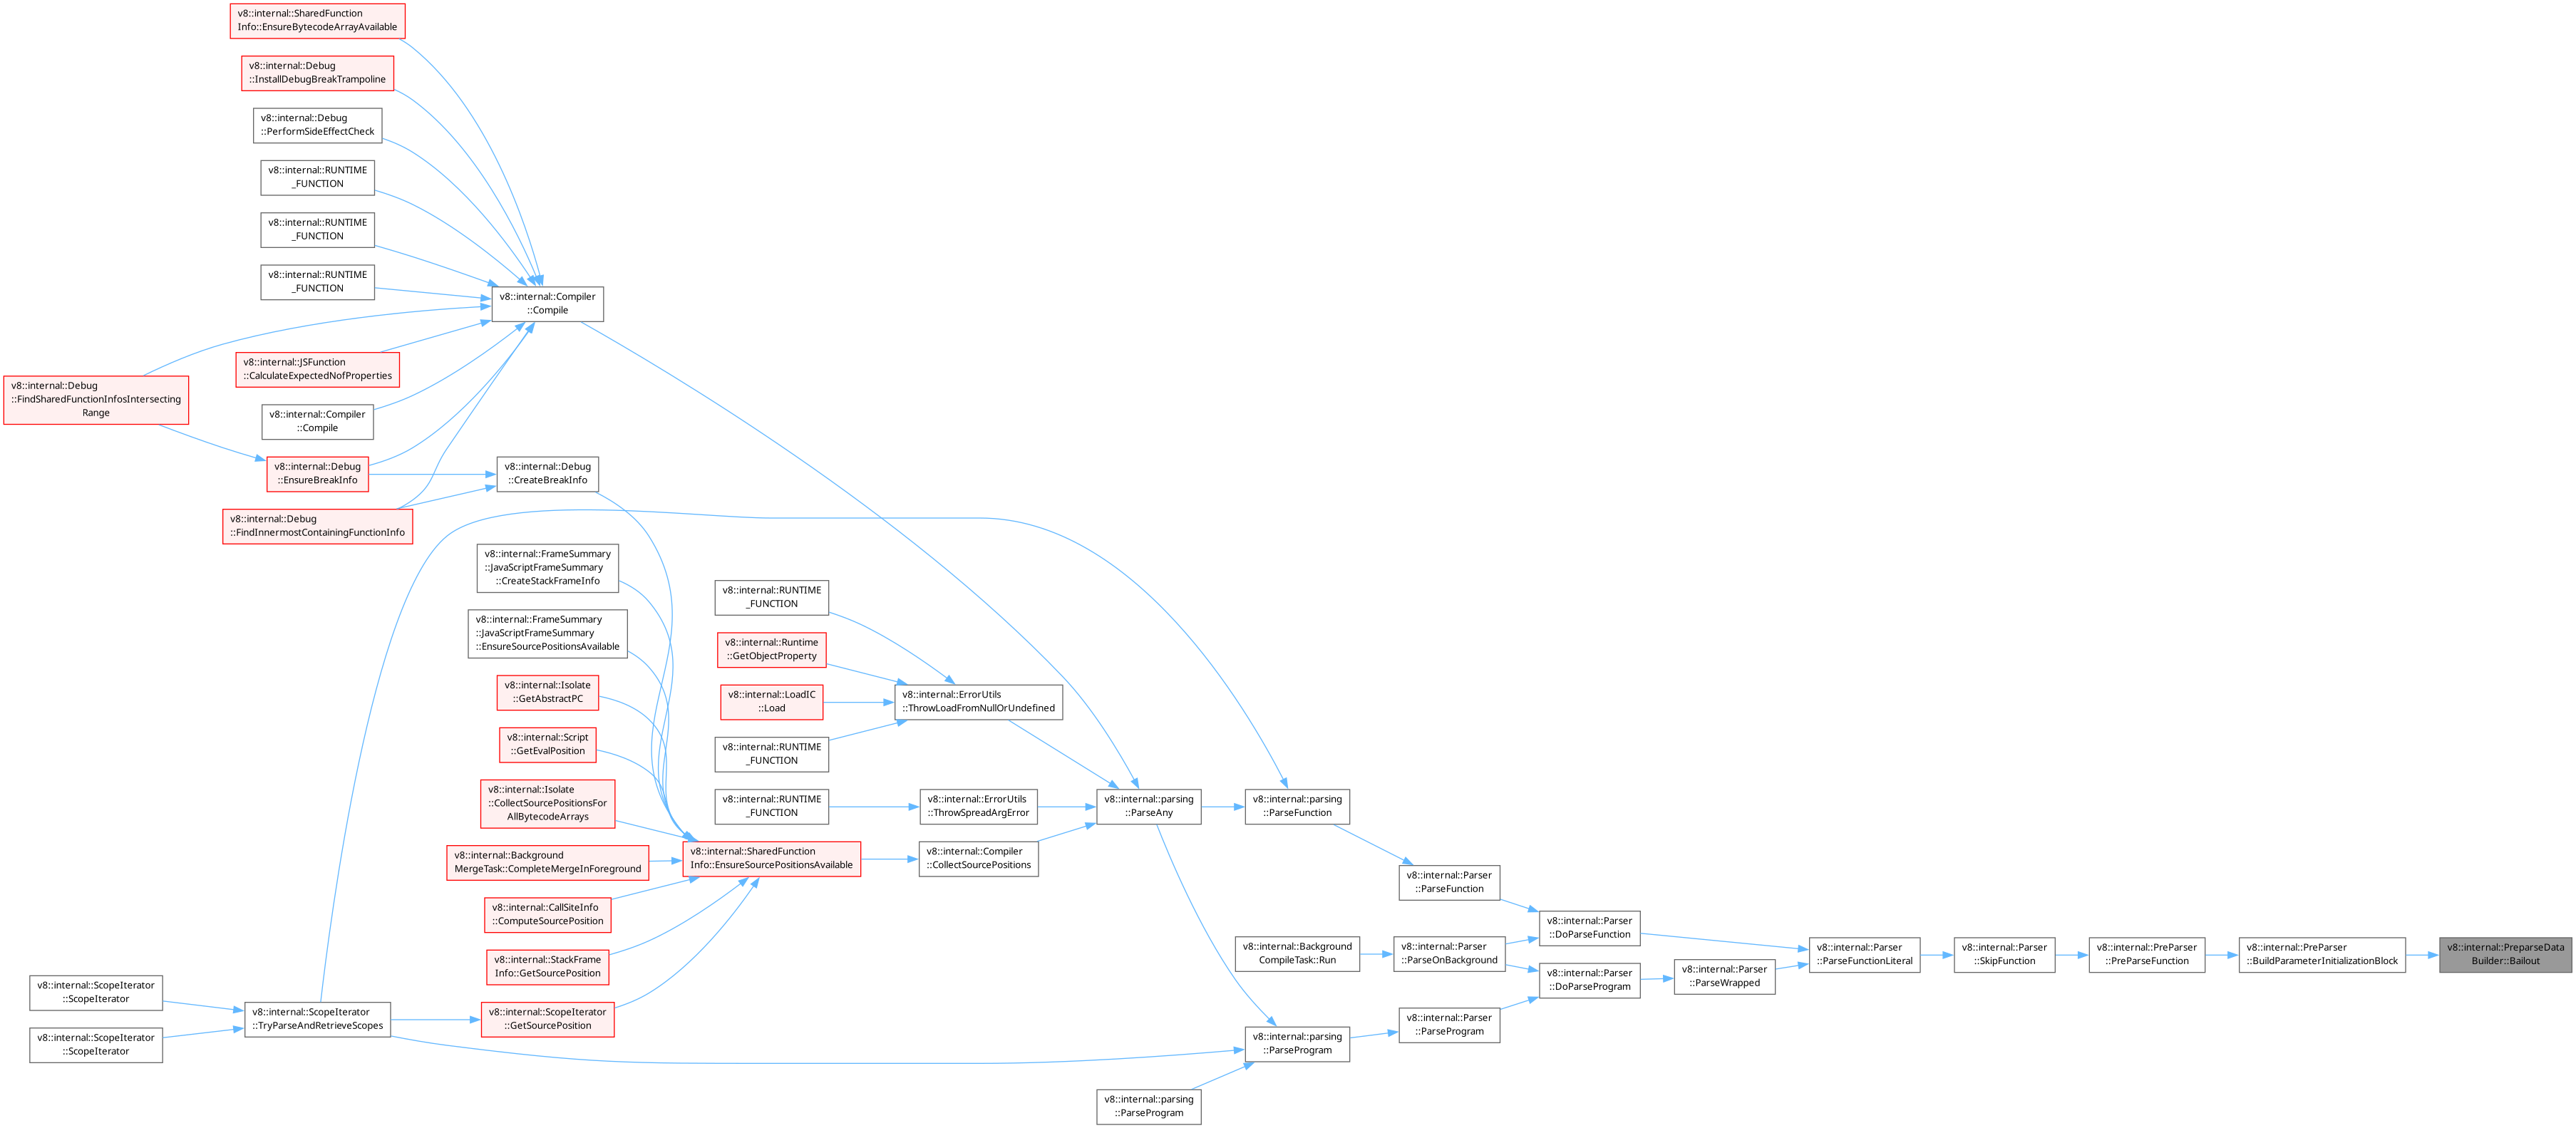 v8::internal::SharedFunction
Info::EnsureBytecodeArrayAvailable
v8::internal::Debug
::InstallDebugBreakTrampoline
v8::internal::Debug
::PerformSideEffectCheck
v8::internal::RUNTIME
_FUNCTION
v8::internal::RUNTIME
_FUNCTION
v8::internal::RUNTIME
_FUNCTION
v8::internal::Compiler
::Compile
v8::internal::JSFunction
::CalculateExpectedNofProperties
v8::internal::Debug
::FindSharedFunctionInfosIntersecting
Range
v8::internal::Compiler
::Compile
v8::internal::Debug
::EnsureBreakInfo
v8::internal::Debug
::CreateBreakInfo
v8::internal::Debug
::FindInnermostContainingFunctionInfo
v8::internal::FrameSummary
::JavaScriptFrameSummary
::CreateStackFrameInfo
v8::internal::FrameSummary
::JavaScriptFrameSummary
::EnsureSourcePositionsAvailable
v8::internal::Isolate
::GetAbstractPC
v8::internal::Script
::GetEvalPosition
v8::internal::Isolate
::CollectSourcePositionsFor
AllBytecodeArrays
v8::internal::Background
MergeTask::CompleteMergeInForeground
v8::internal::CallSiteInfo
::ComputeSourcePosition
v8::internal::StackFrame
Info::GetSourcePosition
v8::internal::ScopeIterator
::GetSourcePosition
v8::internal::ScopeIterator
::ScopeIterator
v8::internal::ScopeIterator
::ScopeIterator
v8::internal::ScopeIterator
::TryParseAndRetrieveScopes
v8::internal::RUNTIME
_FUNCTION
v8::internal::Runtime
::GetObjectProperty
v8::internal::LoadIC
::Load
v8::internal::RUNTIME
_FUNCTION
v8::internal::RUNTIME
_FUNCTION
v8::internal::SharedFunction
Info::EnsureSourcePositionsAvailable
v8::internal::ErrorUtils
::ThrowLoadFromNullOrUndefined
v8::internal::ErrorUtils
::ThrowSpreadArgError
v8::internal::Compiler
::CollectSourcePositions
v8::internal::parsing
::ParseAny
v8::internal::parsing
::ParseFunction
v8::internal::Parser
::ParseFunction
v8::internal::Background
CompileTask::Run
v8::internal::Parser
::ParseOnBackground
v8::internal::Parser
::DoParseFunction
v8::internal::Parser
::DoParseProgram
v8::internal::Parser
::ParseProgram
v8::internal::parsing
::ParseProgram
v8::internal::parsing
::ParseProgram
v8::internal::Parser
::ParseWrapped
v8::internal::Parser
::ParseFunctionLiteral
v8::internal::Parser
::SkipFunction
v8::internal::PreParser
::PreParseFunction
v8::internal::PreParser
::BuildParameterInitializationBlock
v8::internal::PreparseData
Builder::Bailout